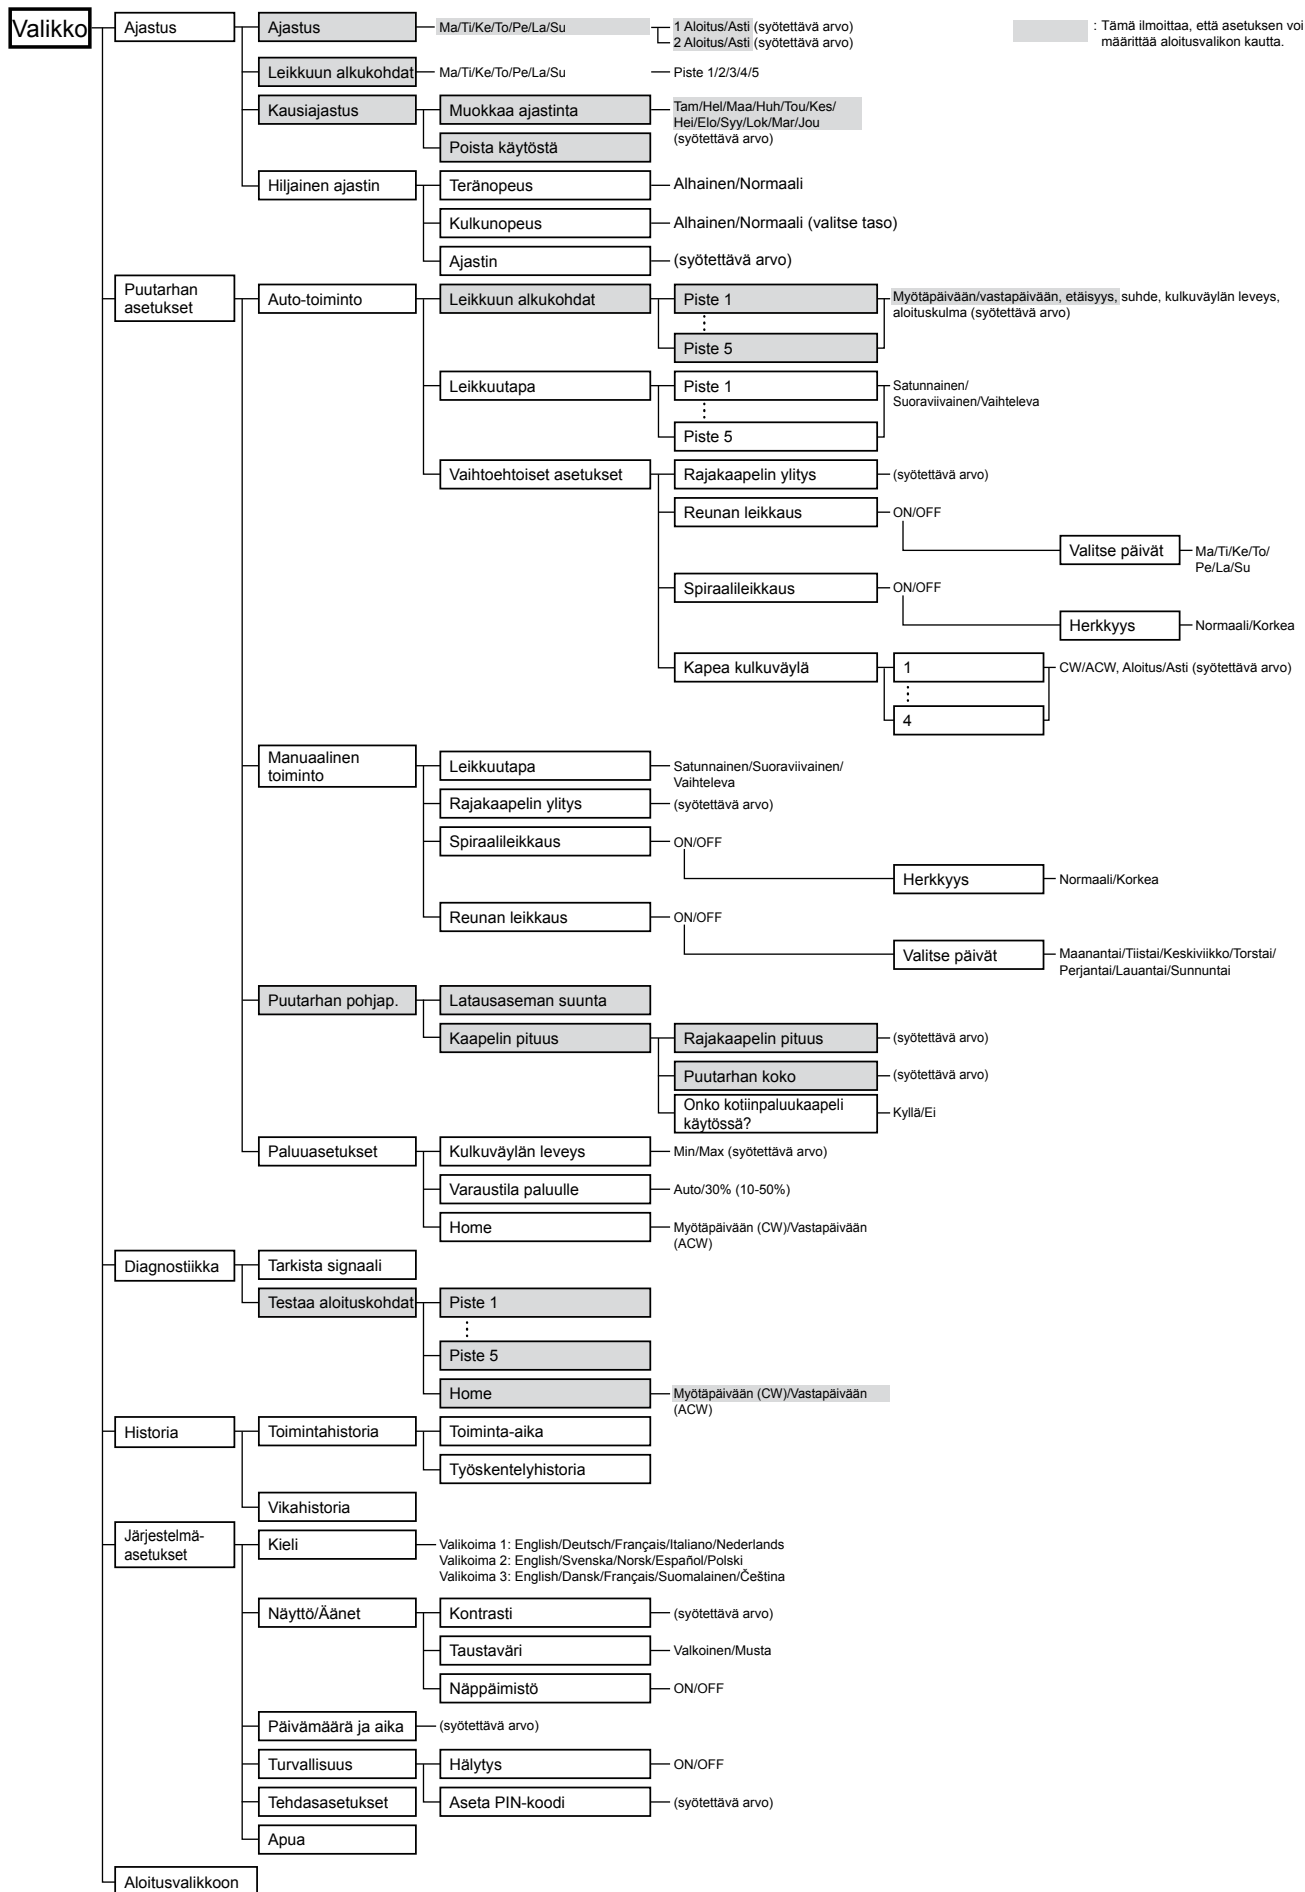 Valikko
Ajastus
Ajastus
Ma/Ti/Ke/To/Pe/La/Su
1 Aloitus/Asti (syötettävä arvo)
2 Aloitus/Asti (syötettävä arvo)
: Tämä ilmoittaa, että asetuksen voi
määrittää aloitusvalikon kautta.
Leikkuun alkukohdat
Ma/Ti/Ke/To/Pe/La/Su
Piste 1/2/3/4/5
Kausiajastus
Muokkaa ajastinta
Tam/Hel/Maa/Huh/Tou/Kes/
Hei/Elo/Syy/Lok/Mar/Jou
(syötettävä arvo)
Poista käytöstä
Hiljainen ajastin
Teränopeus
Alhainen/Normaali
Kulkunopeus
Alhainen/Normaali (valitse taso)
Ajastin
(syötettävä arvo)
Puutarhan
asetukset
Auto-toiminto
Leikkuun alkukohdat
Piste 1
Piste 5
Myötäpäivään/vastapäivään, etäisyys, suhde, kulkuväylän leveys,
aloituskulma (syötettävä arvo)
Leikkuutapa
Piste 1
Piste 5
Satunnainen/
Suoraviivainen/Vaihteleva
Vaihtoehtoiset asetukset
Rajakaapelin ylitys
(syötettävä arvo)
Reunan leikkaus
ON/OFF
Valitse päivät
Ma/Ti/Ke/To/
Pe/La/Su
Spiraalileikkaus
ON/OFF
Herkkyys
Normaali/Korkea
Kapea kulkuväylä
1
4
CW/ACW, Aloitus/Asti (syötettävä arvo)
Manuaalinen
toiminto
Leikkuutapa
Satunnainen/Suoraviivainen/
Vaihteleva
Rajakaapelin ylitys
(syötettävä arvo)
Spiraalileikkaus
ON/OFF
Herkkyys
Normaali/Korkea
Reunan leikkaus
ON/OFF
Valitse päivät
Maanantai/Tiistai/Keskiviikko/Torstai/
Perjantai/Lauantai/Sunnuntai
Puutarhan pohjap.
Latausaseman suunta
Kaapelin pituus
Rajakaapelin pituus
(syötettävä arvo)
Puutarhan koko
(syötettävä arvo)
Onko kotiinpaluukaapeli
käytössä?
Kyllä/Ei
Paluuasetukset
Kulkuväylän leveys
Min/Max (syötettävä arvo)
Varaustila paluulle
Auto/30% (10-50%)
Home
Myötäpäivään (CW)/Vastapäivään
(ACW)
Diagnostiikka
Tarkista signaali
Testaa aloituskohdat
Piste 1
Piste 5
Home
Myötäpäivään (CW)/Vastapäivään
(ACW)
Historia
Toimintahistoria
Toiminta-aika
Työskentelyhistoria
Vikahistoria
Järjestelmä-
asetukset
Kieli
Valikoima 1: English/Deutsch/Français/Italiano/Nederlands
Valikoima 2: English/Svenska/Norsk/Español/Polski
Valikoima 3: English/Dansk/Français/Suomalainen/Čeština
Näyttö/Äänet
Kontrasti
(syötettävä arvo)
Taustaväri
Valkoinen/Musta
Näppäimistö
ON/OFF
Päivämäärä ja aika
(syötettävä arvo)
Turvallisuus
Hälytys
ON/OFF
Tehdasasetukset
Aseta PIN-koodi
(syötettävä arvo)
Apua
Aloitusvalikkoon